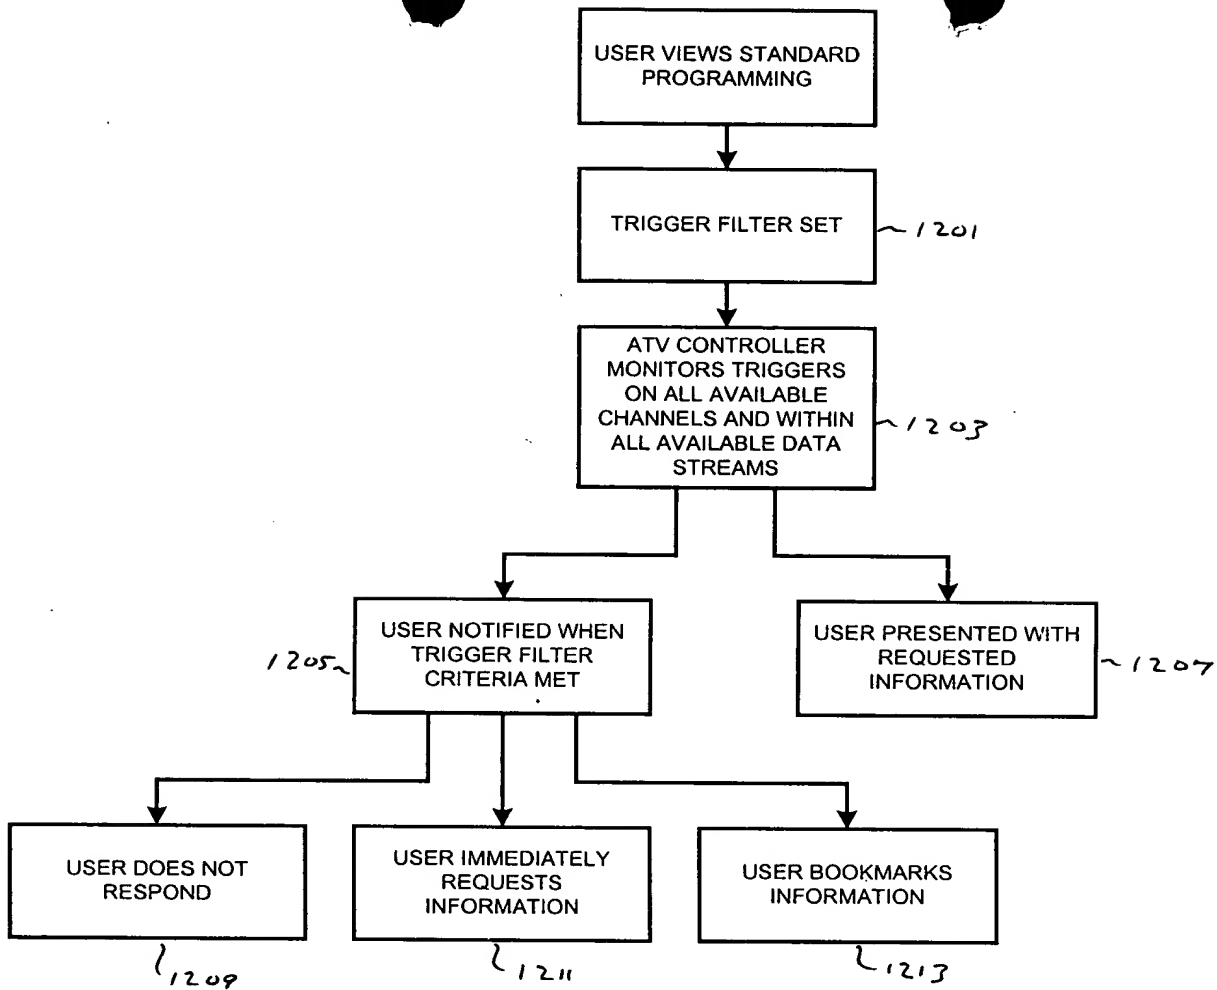 USER VIEWS STANDARD
PROGRAMMING
TRIGGER FILTER SET
1201
ATV CONTROLLER
MONITORS TRIGGERS
ON ALL AVAILABLE
CHANNELS AND WITHIN
ALL AVAILABLE DATA
STREAMS
1203
USER NOTIFIED WHEN
TRIGGER FILTER
CRITERIA MET
1205
USER PRESENTED WITH
REQUESTED
INFORMATION
1207
USER DOES NOT
RESPOND
1209
USER IMMEDIATELY
REQUESTS
INFORMATION
1211
USER BOOKMARKS
INFORMATION
1213